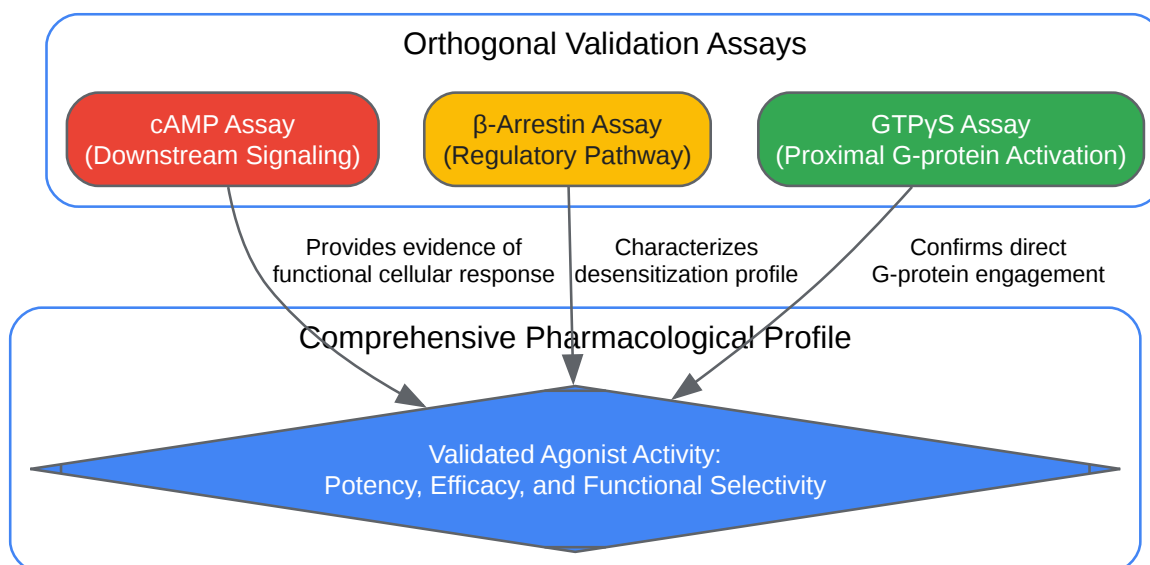 Orthogonal Validation Assays
cAMP Assay
(Downstream Signaling)
β-Arrestin Assay
(Regulatory Pathway)
GTPγS Assay
(Proximal G-protein Activation)
Provides evidence of
functional cellular response
Characterizes
desensitization profile
Confirms direct
G-protein engagement
Comprehensive Pharmacological Profile
Validated Agonist Activity:
Potency, Efficacy, and Functional Selectivity